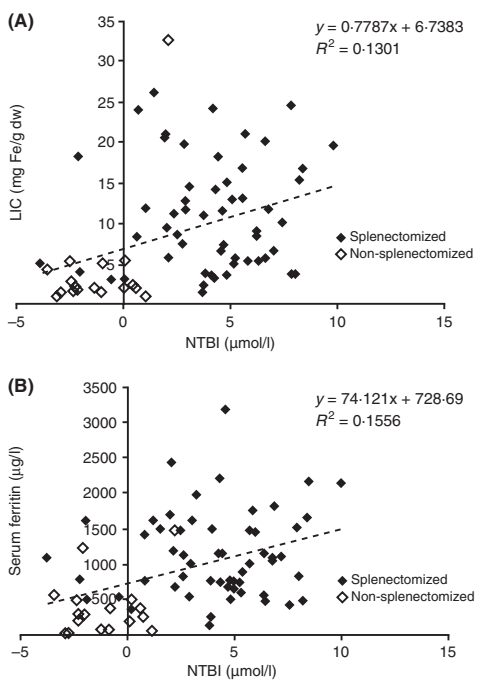 (A)
35
y = 0·7787x + 6·7383
R² = 0·1301
30
25
20
15
10
5
LIC (mg Fe/g dw)
Splenectomized
Non-splenectomized
–5
0
5
10
15
NTBI (µmol/l)
(B)
3500
y = 74·121x + 728·69
R² = 0·1556
3000
2500
2000
1500
1000
500
Serum ferritin (µg/l)
Splenectomized
Non-splenectomized
–5
0
5
10
15
NTBI (µmol/l)